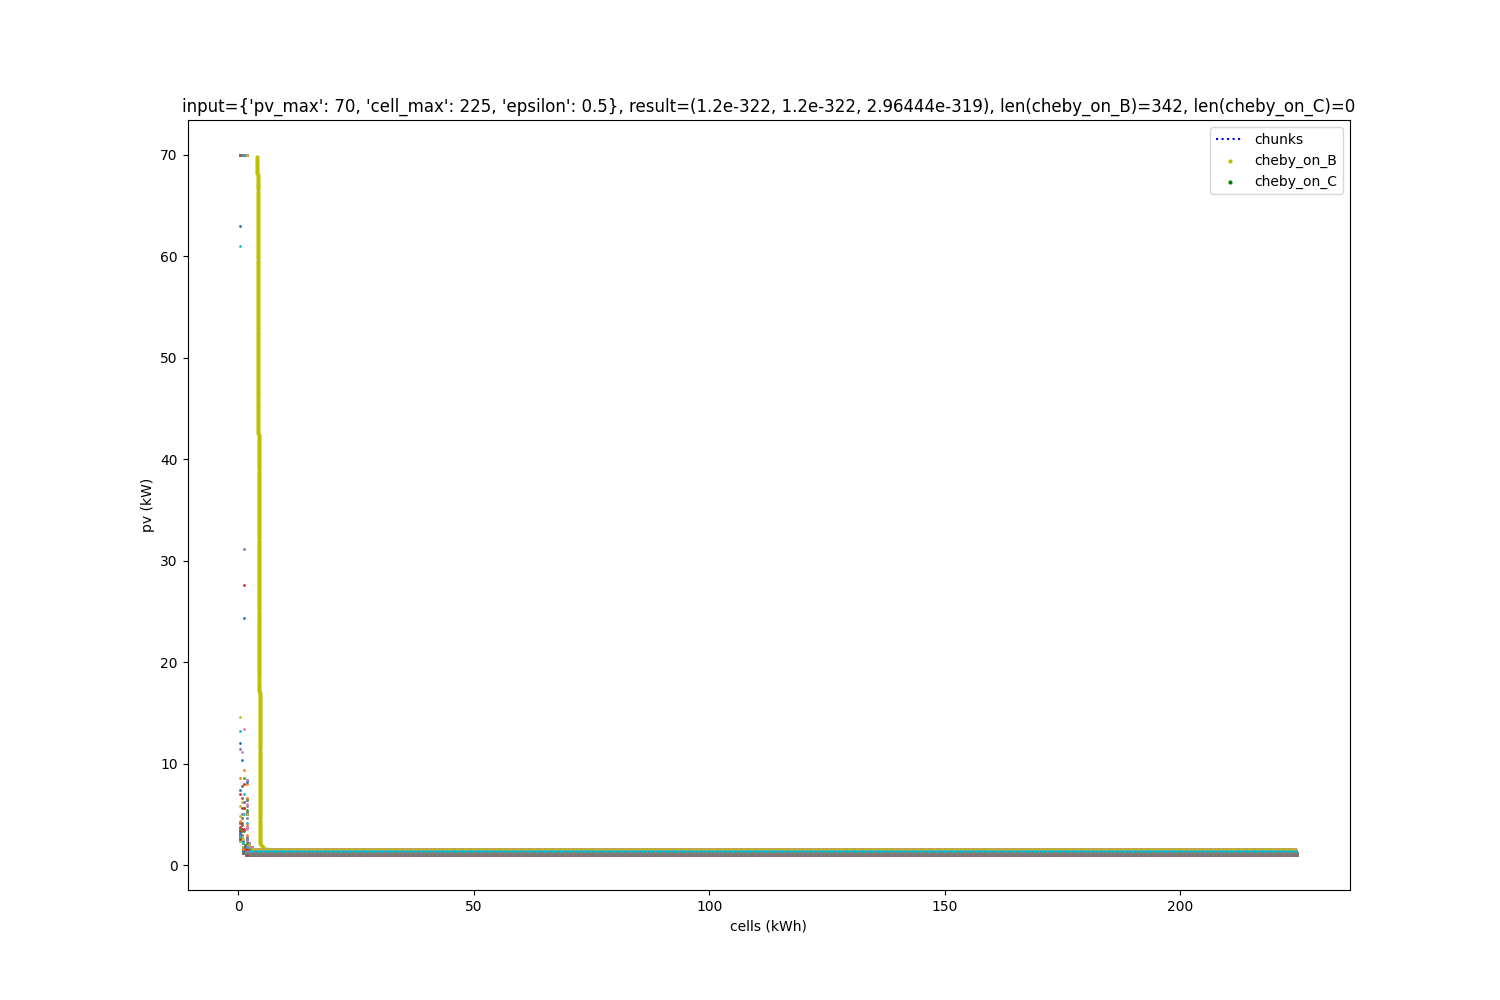 input={'pv_max': 70, 'cell_max': 225, 'epsilon': 0.5}, result=(1.2e-322, 1.2e-322, 2.96444e-319), len(cheby_on_B)=342, len(cheby_on_C)=0
chunks
cheby_on_B
cheby_on_C
70
60
50
40
30
20
10
0
pv (kW)
0
50
100
150
200
cells (kWh)